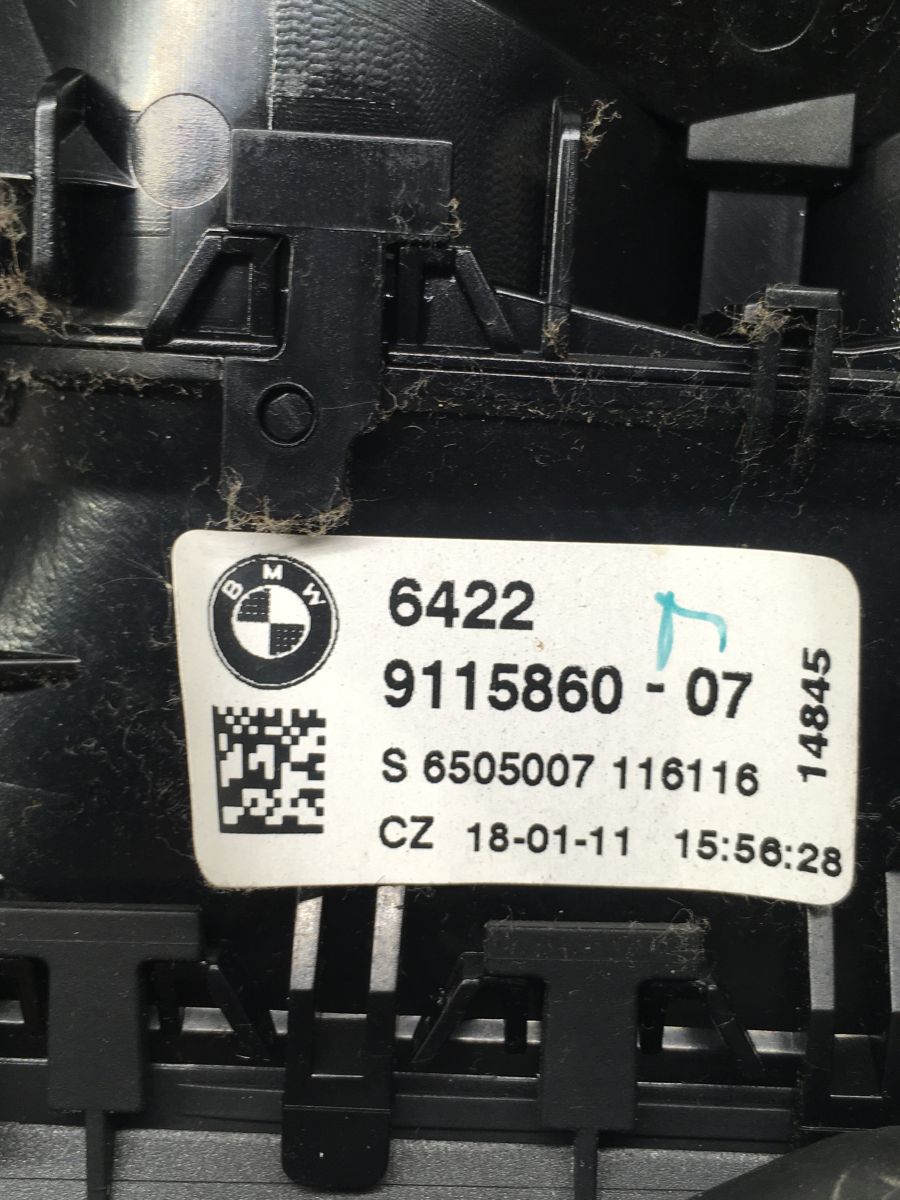 BMW
6422
9115860 - 07
S 6505007 116116
CZ 18-01-11 15:56:28
14845